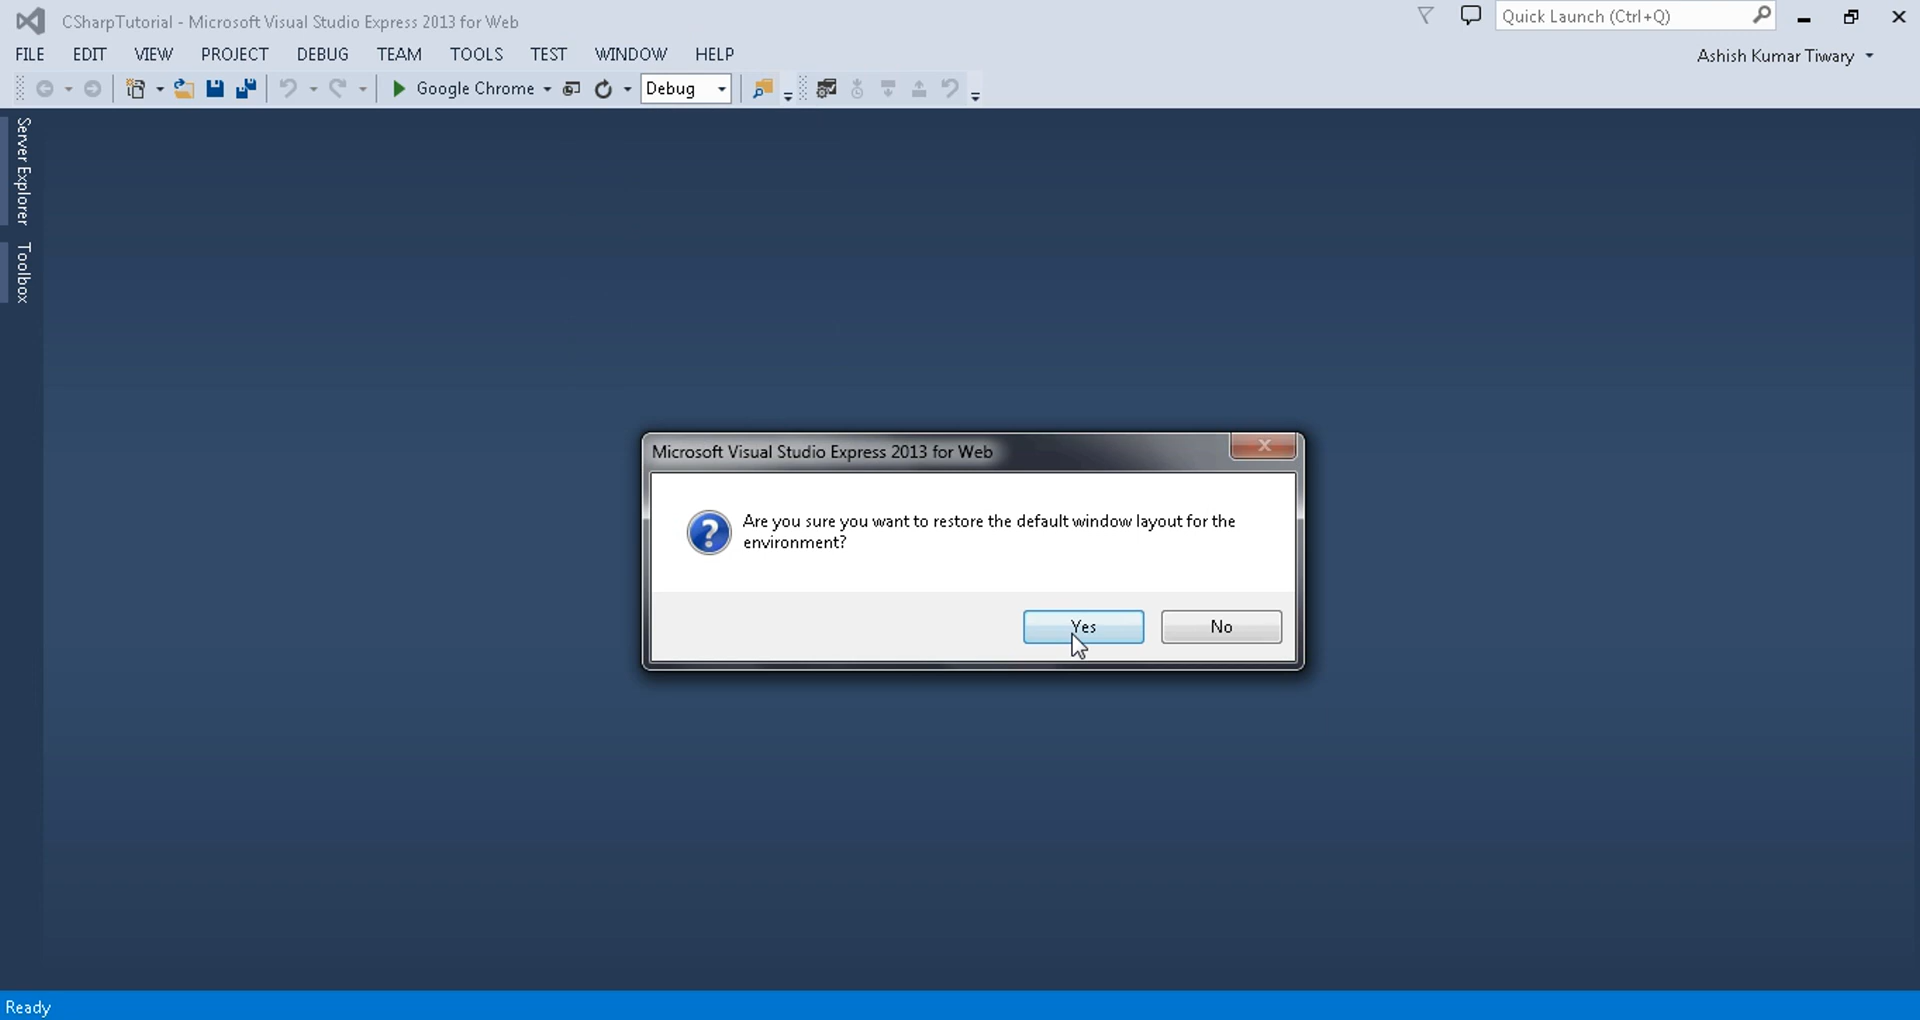 CSharpTutorial - Microsoft Visual Studio Express 2013 for Web
Quick Launch (Ctrl+Q)
FILE EDIT VIEW PROJECT DEBUG TEAM TOOLS TEST WINDOW HELP
Ashish Kumar Tiwary
Google Chrome
Debug
Server Explorer
Toolbox
Microsoft Visual Studio Express 2013 for Web
Are you sure you want to restore the default window layout for the
environment?
Yes
No
Ready